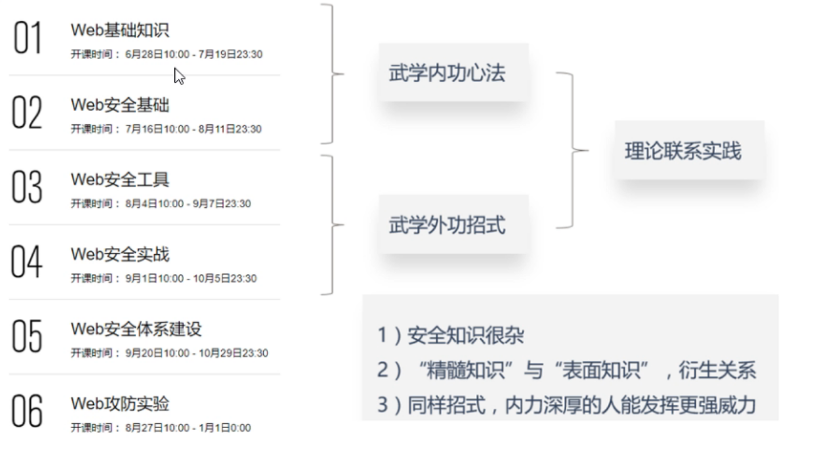 01
Web基础知识
开课时间： 6月28日10:00 - 7月19日23:30
02
Web安全基础
开课时间： 7月16日10:00 - 8月11日23:30
03
Web安全工具
开课时间： 8月4日10:00 - 9月7日23:30
04
Web安全实战
开课时间： 9月1日10:00 - 10月5日23:30
05
Web安全体系建设
开课时间： 9月20日10:00 - 10月29日23:30
06
Web攻防实验
开课时间： 8月27日10:00 - 1月1日0:00
武学内功心法
武学外功招式
理论联系实践
1）安全知识很杂
2）“精髓知识”与“表面知识”，衍生关系
3）同样招式，内力深厚的人能发挥更强威力